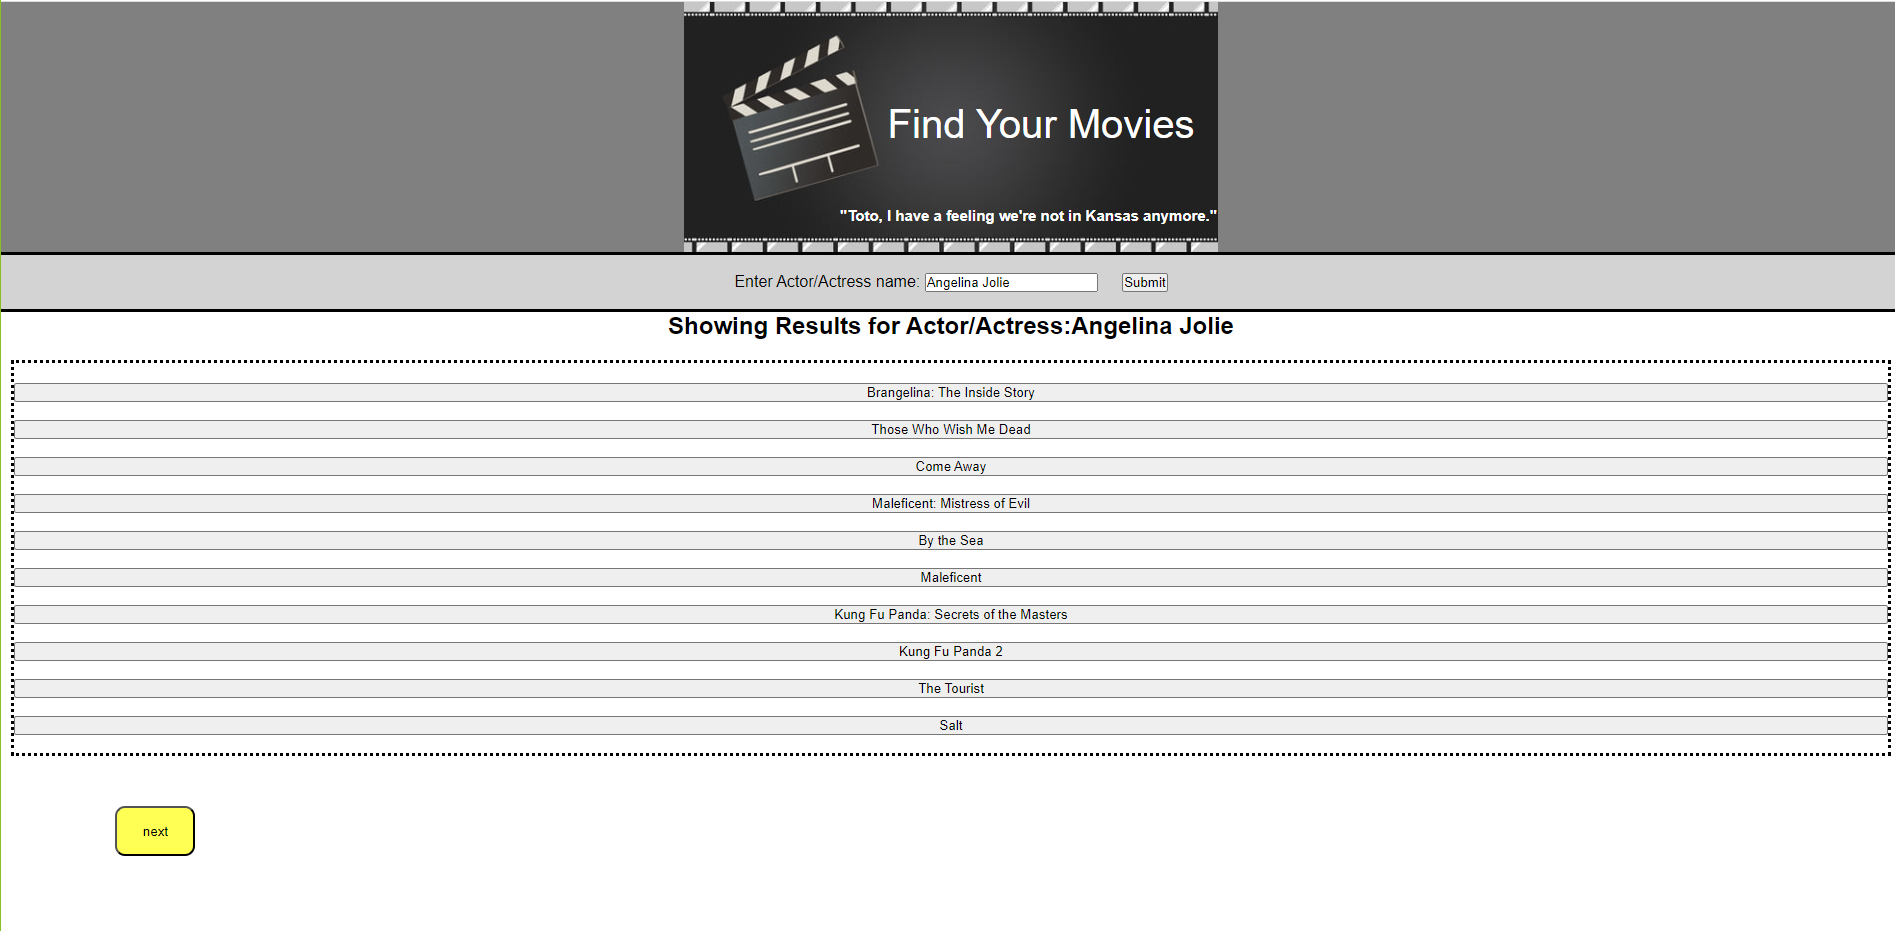 Find Your Movies
"Toto, I have a feeling we're not in Kansas anymore."
Enter Actor/Actress name: Angelina Jolie Submit
Showing Results for Actor/Actress:Angelina Jolie
Brangelina: The Inside Story
Those Who Wish Me Dead
Come Away
Maleficent: Mistress of Evil
By the Sea
Maleficent
Kung Fu Panda: Secrets of the Masters
Kung Fu Panda 2
The Tourist
Salt
next